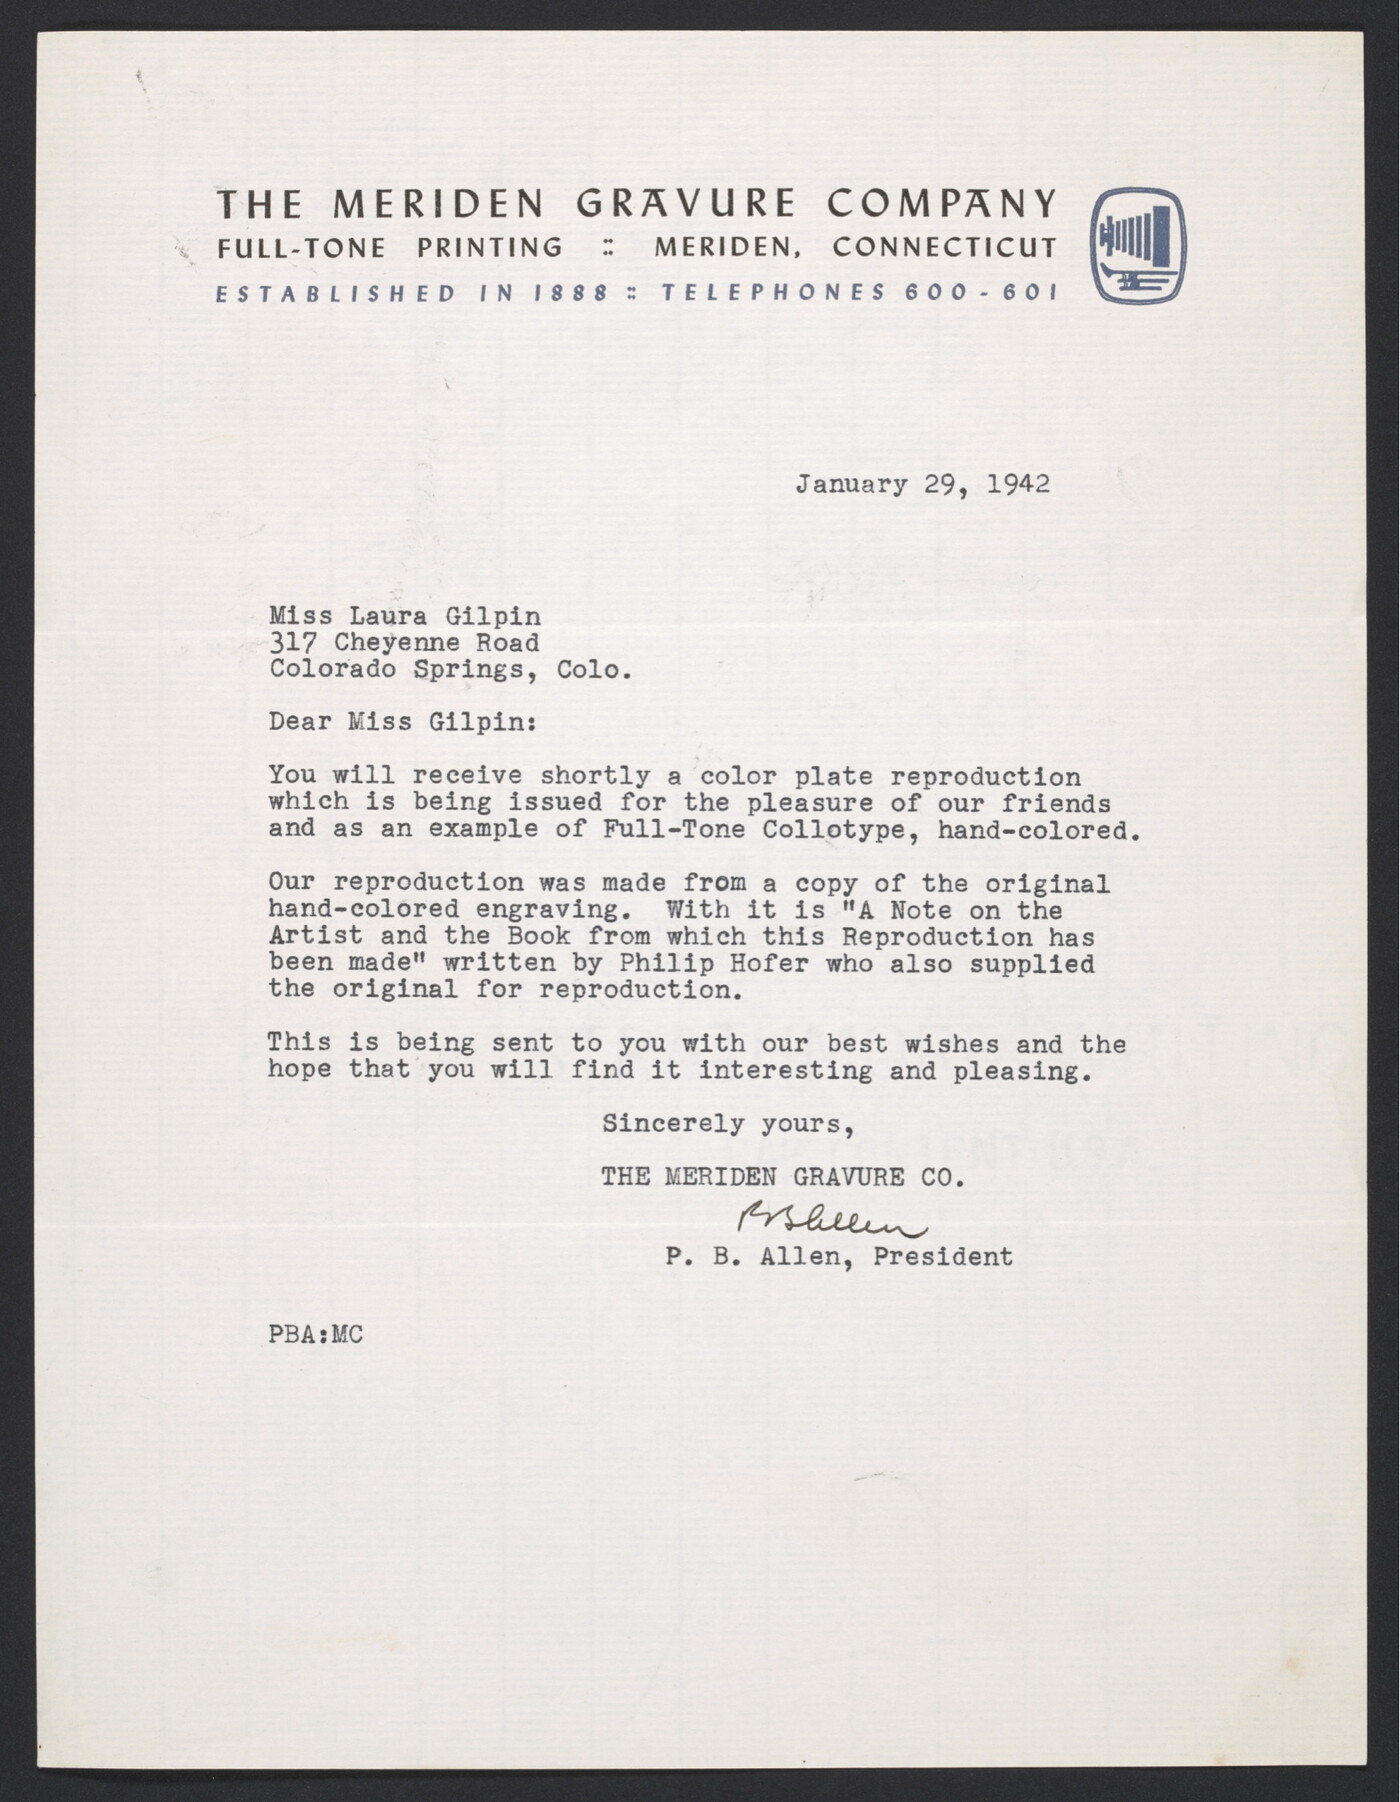 THE MERIDEN GRAVURE COMPANY
FULL-TONE PRINTING :: MERIDEN, CONNECTICUT
ESTABLISHED IN 1888 :: TELEPHONES 600-601
January 29, 1942
Miss Laura Gilpin
317 Cheyenne Road
Colorado Springs, Colo.
Dear Miss Gilpin:
You will receive shortly a color plate reproduction
which is being issued for the pleasure of our friends
and as an example of Full-Tone Collotype, hand-colored.
Our reproduction was made from a copy of the original
hand-colored engraving. With it is "A Note on the
Artist and the Book from which this Reproduction has
been made" written by Philip Hofer who also supplied
the original for reproduction.
This is being sent to you with our best wishes and the
hope that you will find it interesting and pleasing.
Sincerely yours,
THE MERIDEN GRAVURE CO.
PBAllen
P. B. Allen, President
PBA:MC